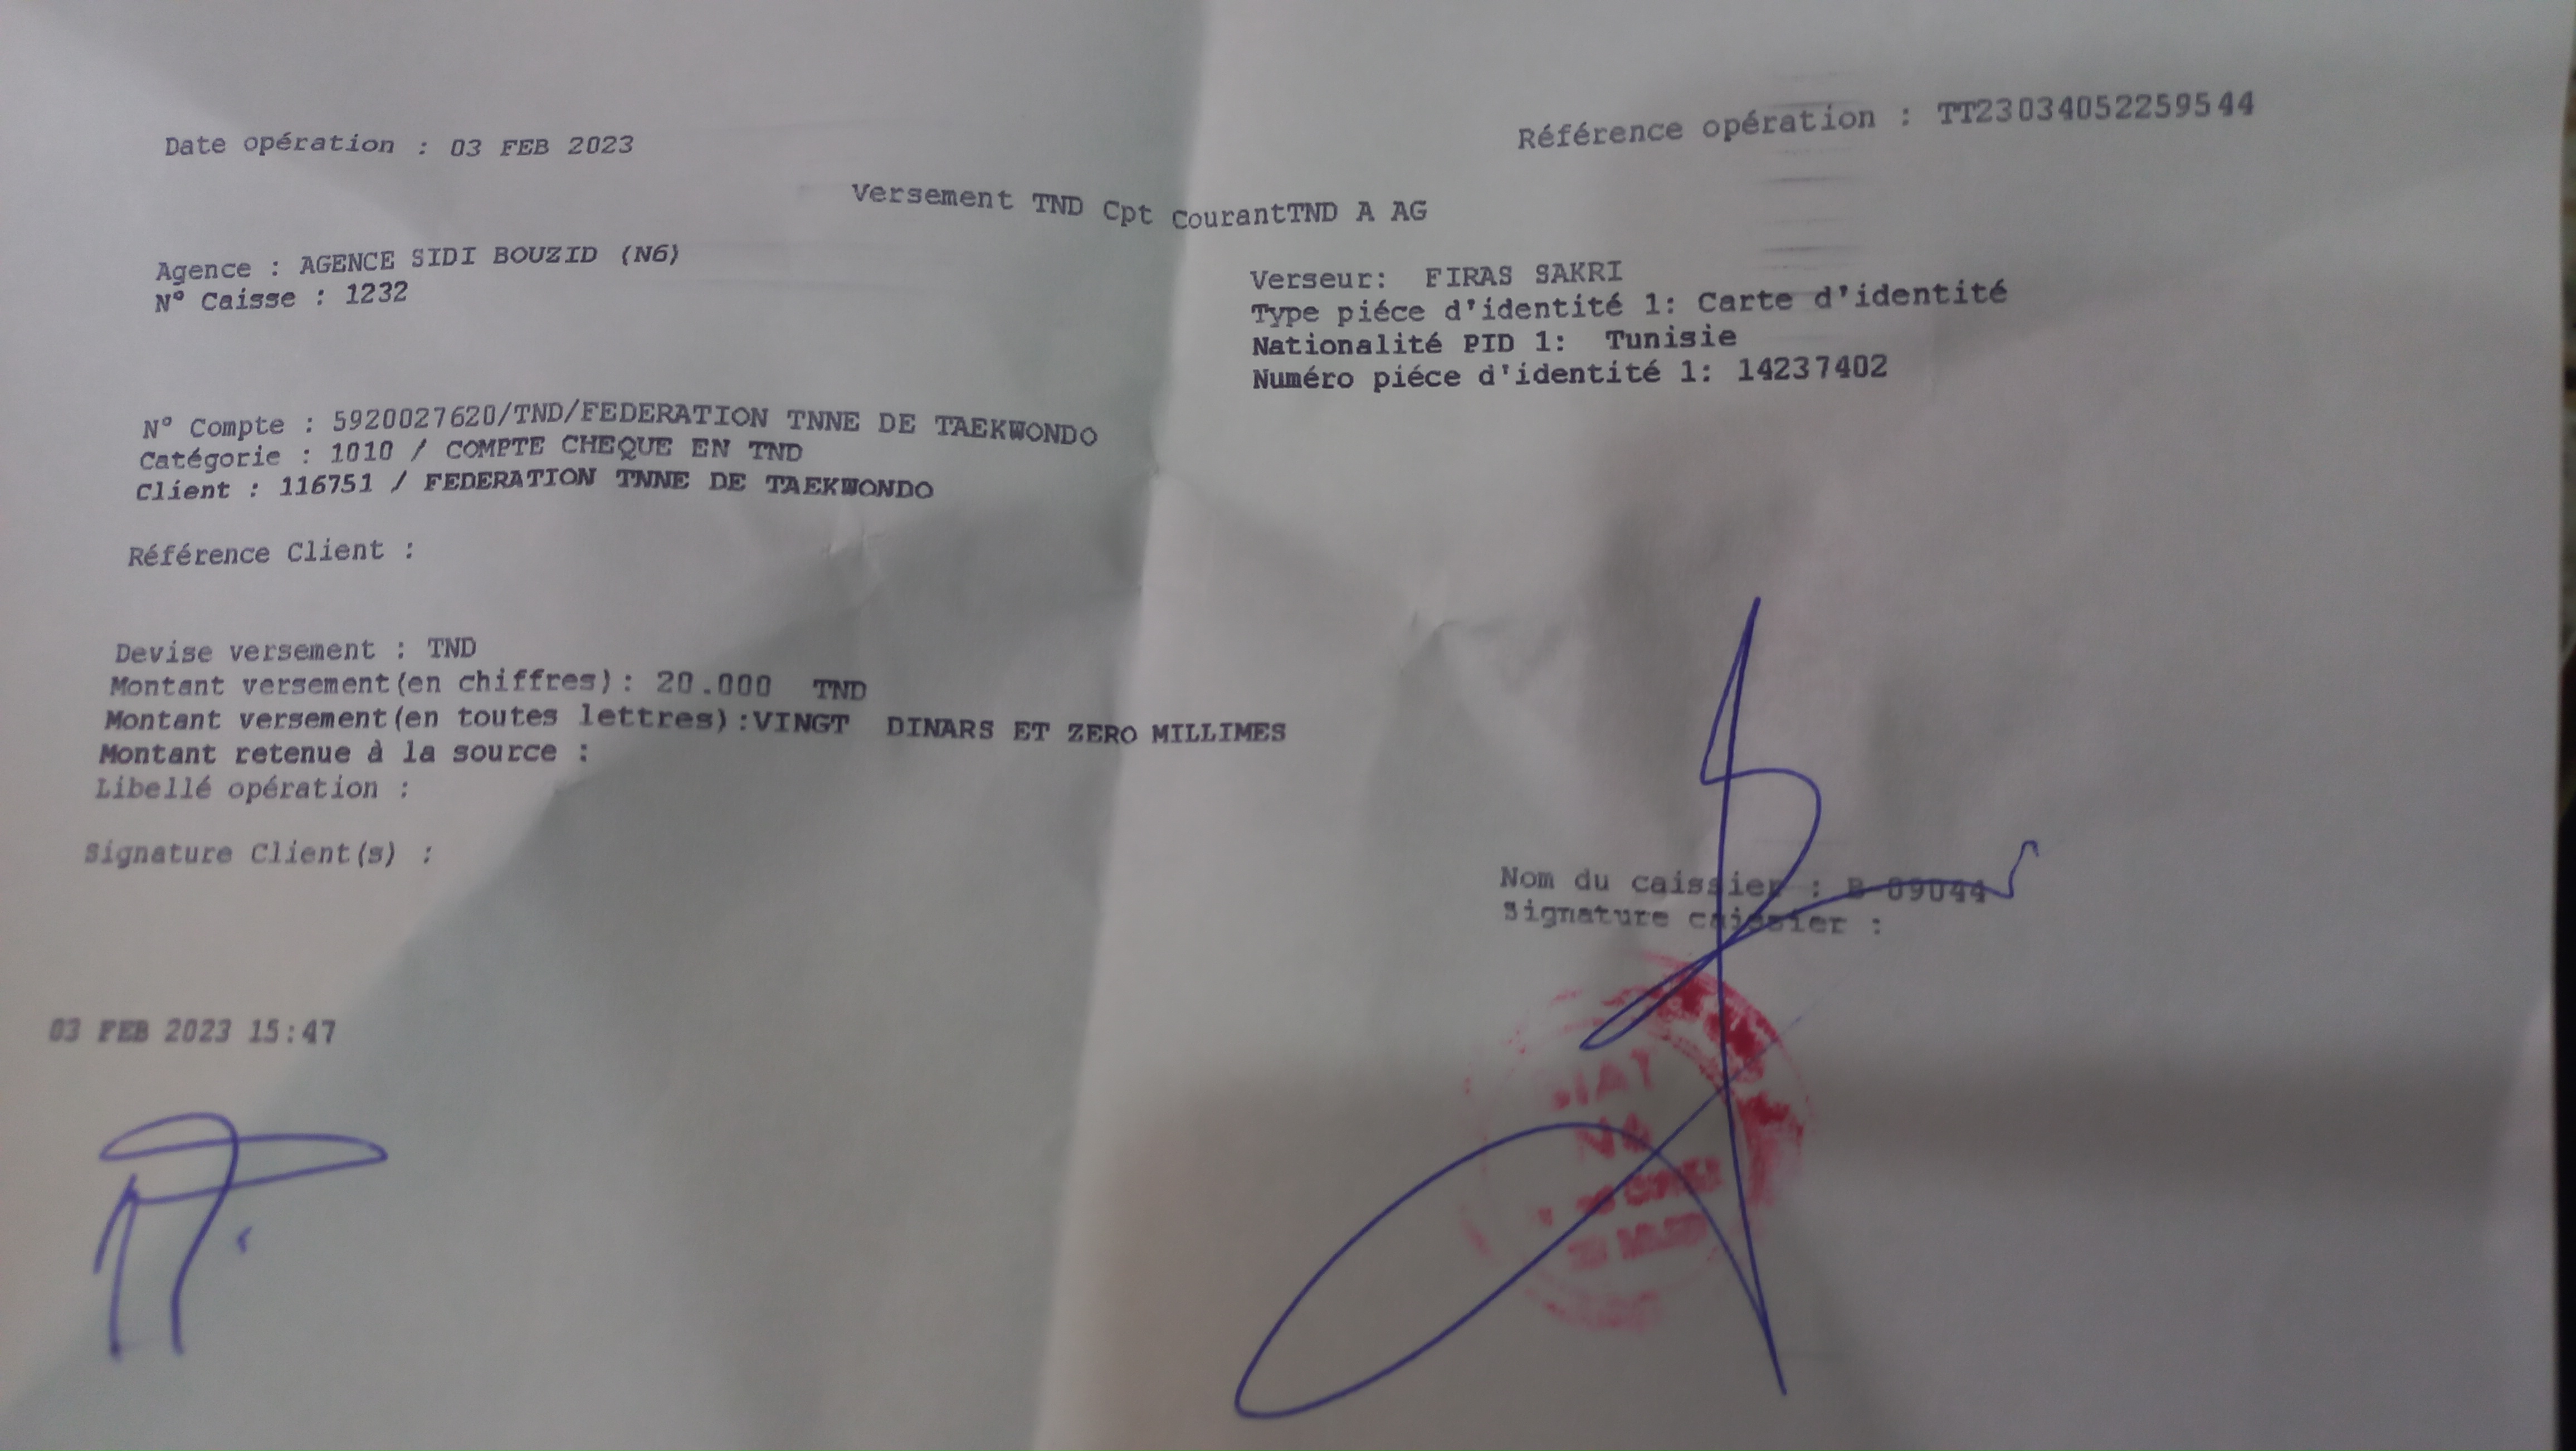 Date opération : 03 FEB 2023
Référence opération : TT23034052259544
Versement TND Cpt CourantTND A AG
Agence : AGENCE SIDI BOUZID (N6)
N° Caisse : 1232
Verseur: FIRAS SAKRI
Type piéce d'identité 1: Carte d'identité
Nationalité PID 1: Tunisie
Numéro piéce d'identité 1: 14237402
N° Compte : 5920027620/TND/FEDERATION TNNE DE TAEKWONDO
Catégorie : 1010 / COMPTE CHEQUE EN TND
Client : 116751 / FEDERATION TNNE DE TAEKWONDO
Référence Client :
Devise versement : TND
Montant versement(en chiffres): 20.000 TND
Montant versement(en toutes lettres):VINGT DINARS ET ZERO MILLIMES
Montant retenue à la source :
Libellé opération :
Signature Client(s) :
Nom du caissier : B-09044
Signature caissier :
03 FEB 2023 15:47